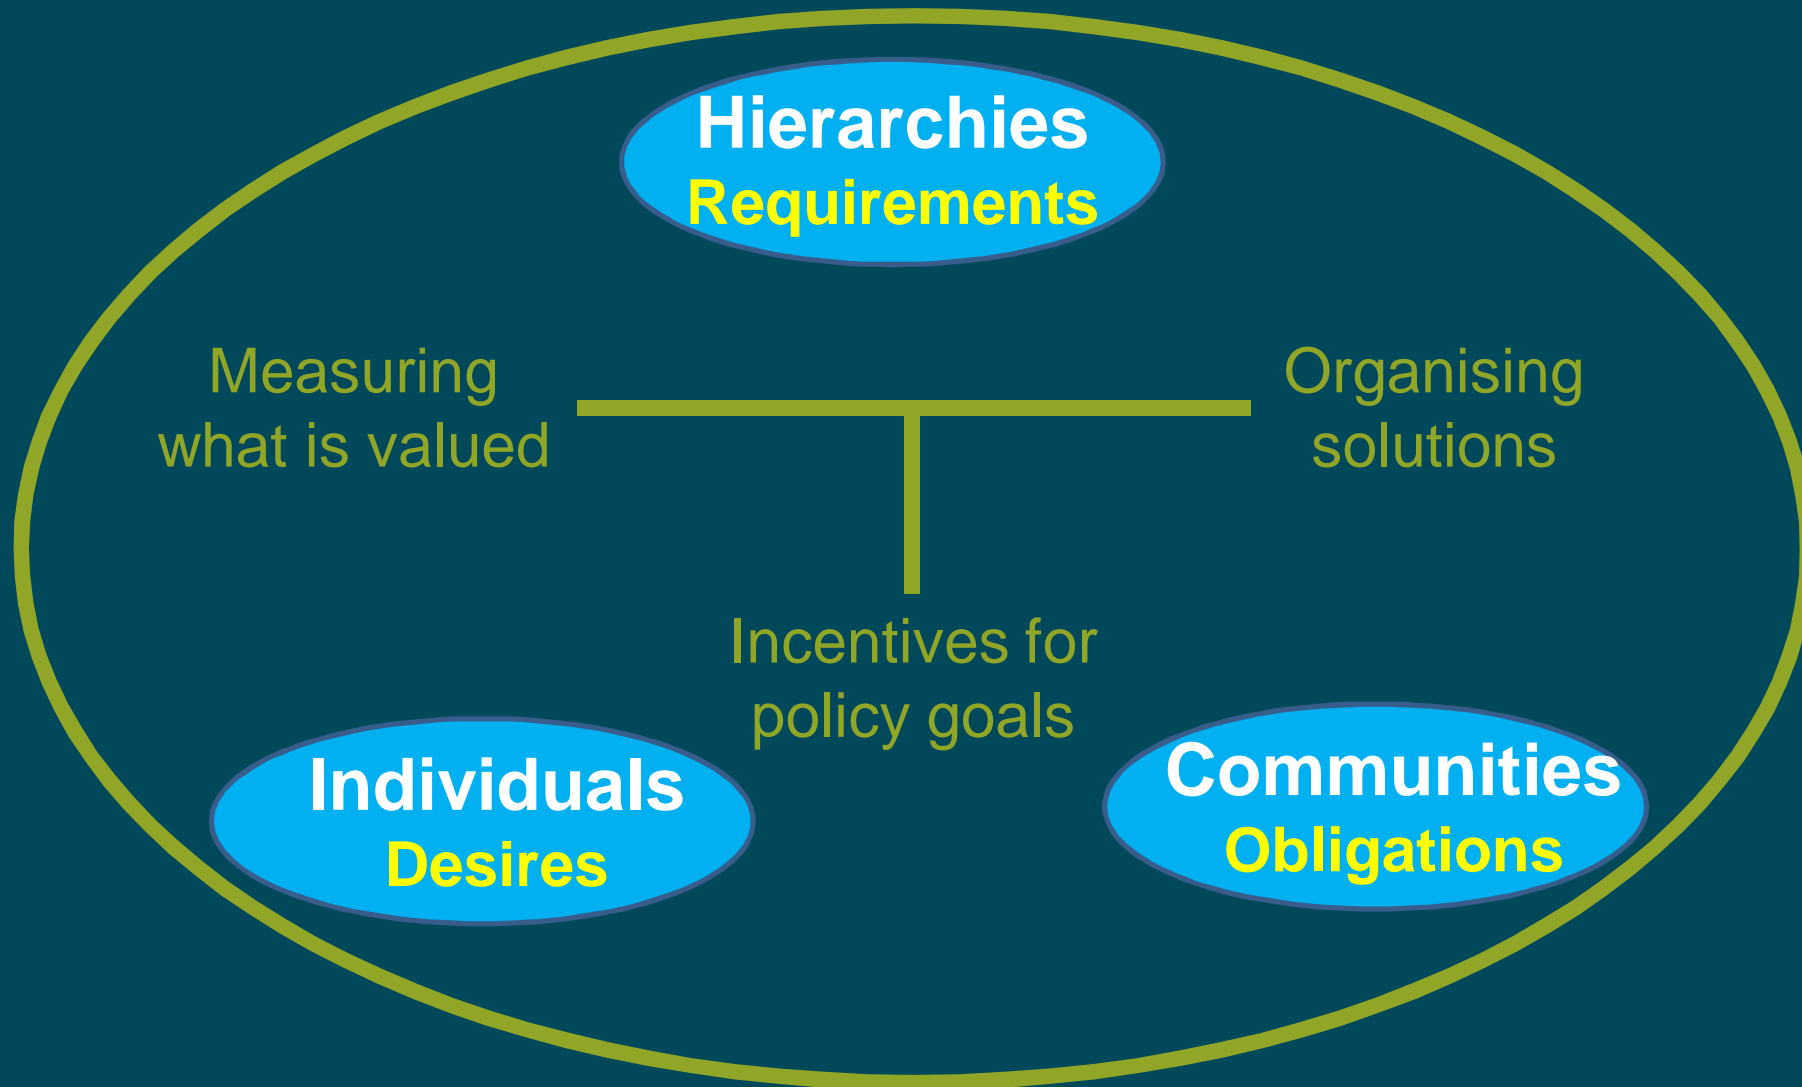 Hierarchies
Requirements
Measuring
what is valued
Organising
solutions
Incentives for
policy goals
Individuals
Desires
Communities
Obligations